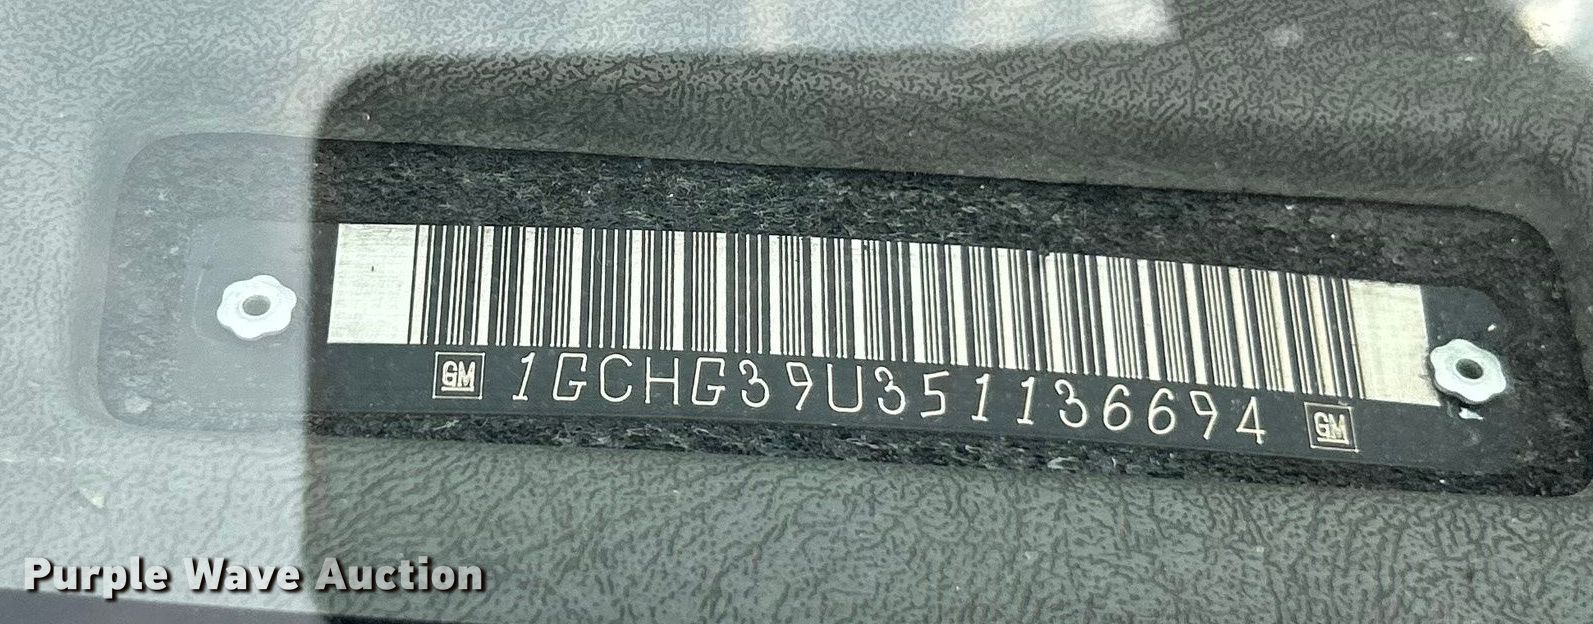 GM 1GCHG39U351136694 GM
Purple Wave Auction